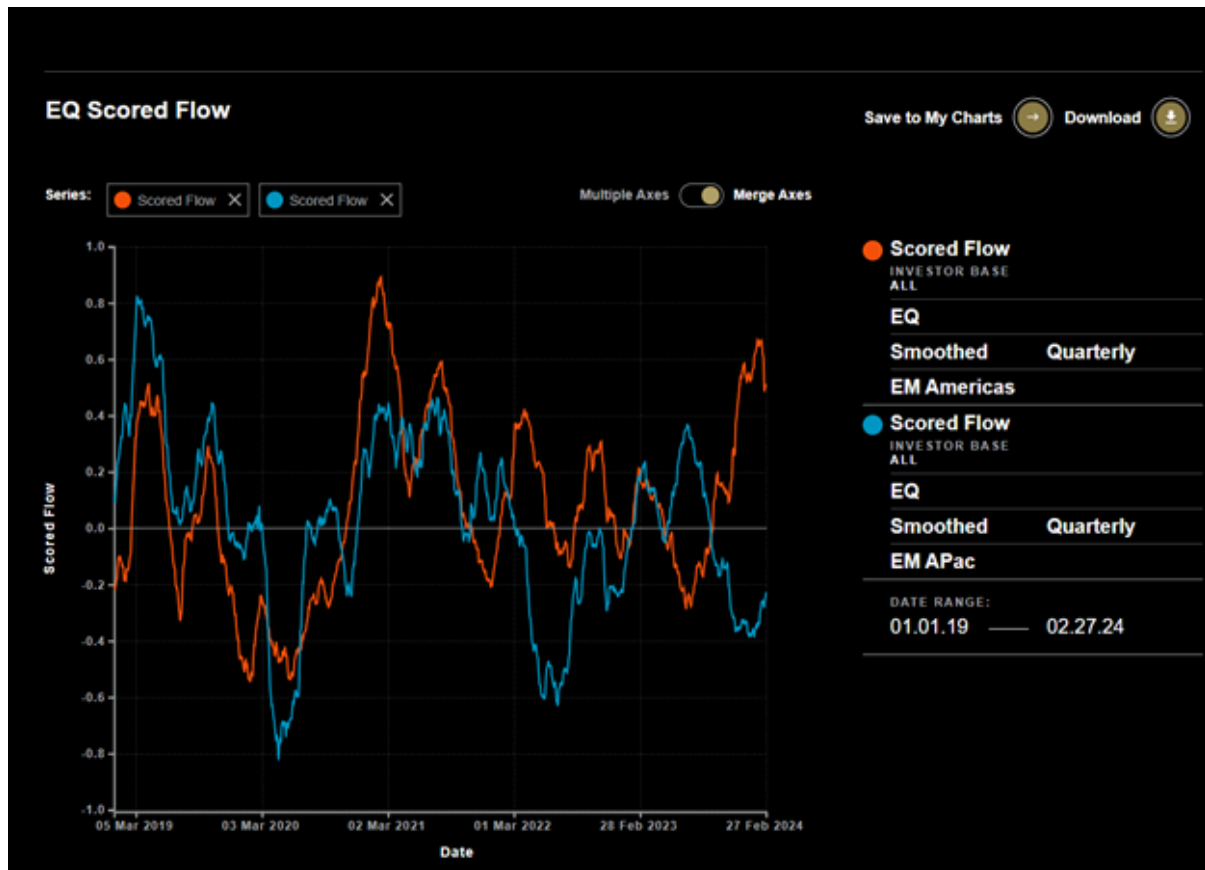 EQ Scored Flow
Save to My Charts
Download
Series:
Scored Flow
Scored Flow
Multiple Axes
Merge Axes
Scored Flow
INVESTOR BASE
ALL
EQ
Smoothed Quarterly
EM Americas
Scored Flow
INVESTOR BASE
ALL
EQ
Smoothed Quarterly
EM APac
DATE RANGE:
01.01.19 — 02.27.24
Scored Flow
1.0
0.8
0.6
0.4
0.2
0.0
-0.2
-0.4
-0.6
-0.8
-1.0
05 Mar 2019 03 Mar 2020 02 Mar 2021 01 Mar 2022 28 Feb 2023 27 Feb 2024
Date